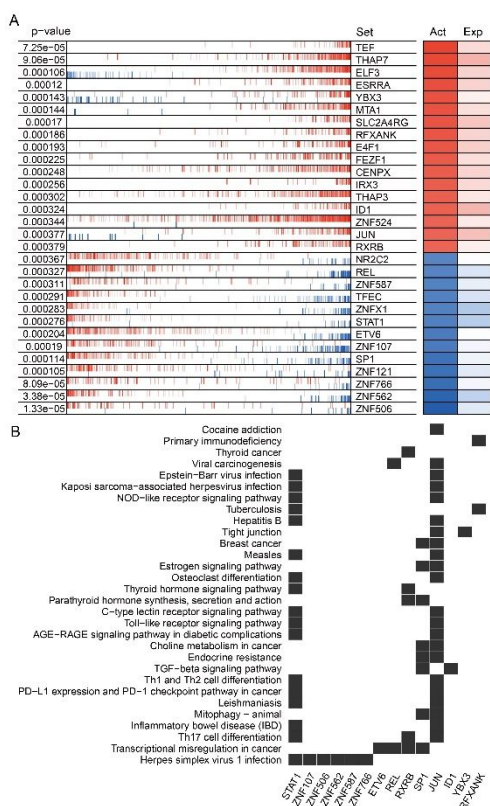 A
p-value Set Act Exp
7.25e-05 TEF
9.06e-05 THAP7
0.000106 ELF3
0.00012 ESRRA
0.000143 YBX3
0.000144 MTA1
0.00017 SLC2A4RG
0.000186 RFXANK
0.000193 E4F1
0.000225 FEZF1
0.000248 CENPX
0.000256 IRX3
0.000302 THAP3
0.000324 ID1
0.000344 ZNF524
0.000377 JUN
0.000379 RXRB
0.000367 NR2C2
0.000327 REL
0.000311 ZNF587
0.000291 TFEC
0.000283 ZNFX1
0.000276 STAT1
0.000204 ETV6
0.00019 ZNF107
0.000114 SP1
0.000105 ZNF121
8.09e-05 ZNF766
3.38e-05 ZNF562
1.33e-05 ZNF506
B
Cocaine addiction
Primary immunodeficiency
Thyroid cancer
Viral carcinogenesis
Epstein-Barr virus infection
Kaposi sarcoma-associated herpesvirus infection
NOD-like receptor signaling pathway
Tuberculosis
Hepatitis B
Tight junction
Breast cancer
Measles
Estrogen signaling pathway
Osteoclast differentiation
Thyroid hormone signaling pathway
Parathyroid hormone synthesis, secretion and action
C-type lectin receptor signaling pathway
Toll-like receptor signaling pathway
AGE-RAGE signaling pathway in diabetic complications
Choline metabolism in cancer
Endocrine resistance
TGF-beta signaling pathway
Th1 and Th2 cell differentiation
PD-L1 expression and PD-1 checkpoint pathway in cancer
Leishmaniasis
Mitophagy - animal
Inflammatory bowel disease (IBD)
Th17 cell differentiation
Transcriptional misregulation in cancer
Herpes simplex virus 1 infection
STAT1
ZNF107
ZNF506
ZNF562
ZNF587
ZNF766
ETV6
REL
RXRB
SP1
JUN
ID1
YBX3
RFXANK